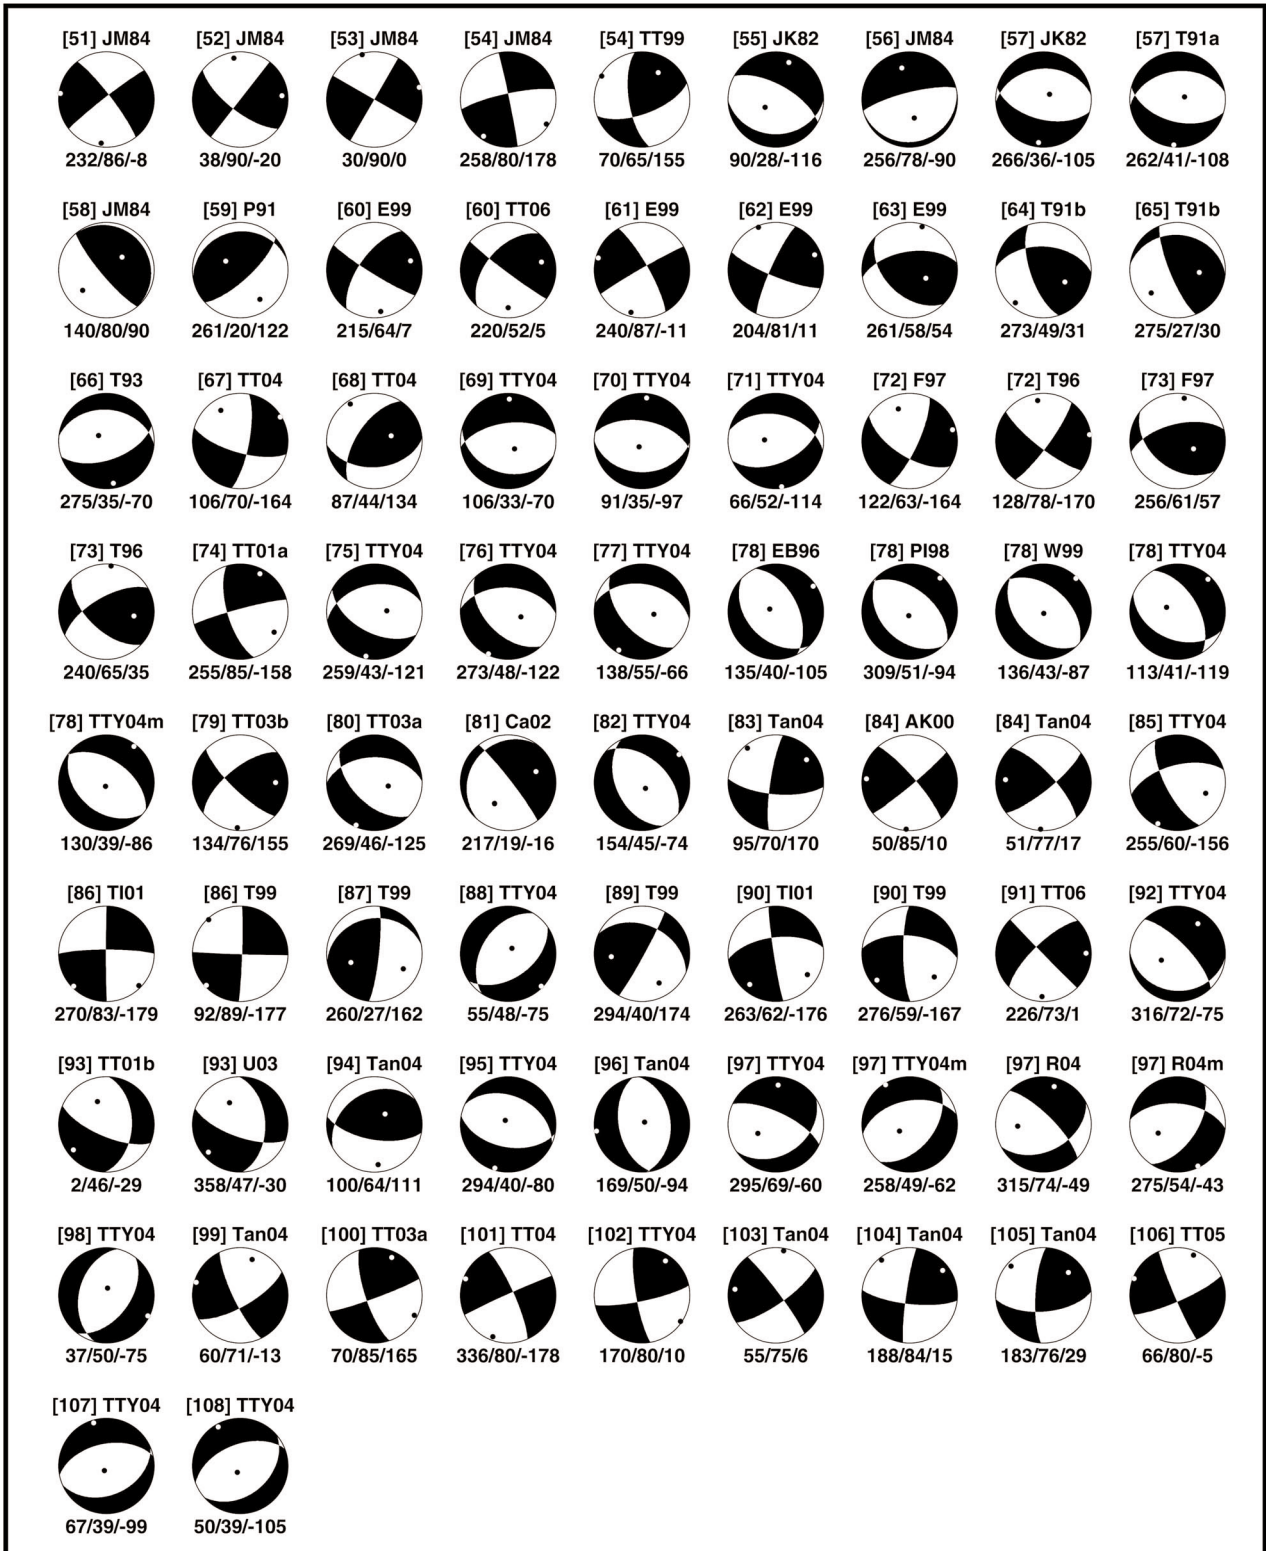 [51] JM84 [52] JM84 [53] JM84 [54] JM84 [54] TT99 [55] JK82 [56] JM84 [57] JK82 [57] T91a
232/86/-8 38/90/-20 30/90/0 258/80/178 70/65/155 90/28/-116 256/78/-90 266/36/-105 262/41/-108
[58] JM84 [59] P91 [60] E99 [60] TT06 [61] E99 [62] E99 [63] E99 [64] T91b [65] T91b
140/80/90 261/20/122 215/64/7 220/52/5 240/87/-11 204/81/11 261/58/54 273/49/31 275/27/30
[66] T93 [67] TT04 [68] TT04 [69] TTY04 [70] TTY04 [71] TTY04 [72] F97 [72] T96 [73] F97
275/35/-70 106/70/-164 87/44/134 106/33/-70 91/35/-97 66/52/-114 122/63/-164 128/78/-170 256/61/57
[73] T96 [74] TT01a [75] TTY04 [76] TTY04 [77] TTY04 [78] EB96 [78] PI98 [78] W99 [78] TTY04
240/65/35 255/85/-158 259/43/-121 273/48/-122 138/55/-66 135/40/-105 309/51/-94 136/43/-87 113/41/-119
[78] TTY04m [79] TT03b [80] TT03a [81] Ca02 [82] TTY04 [83] Tan04 [84] AK00 [84] Tan04 [85] TTY04
130/39/-86 134/76/155 269/46/-125 217/19/-16 154/45/-74 95/70/170 50/85/10 51/77/17 255/60/-156
[86] TI01 [86] T99 [87] T99 [88] TTY04 [89] T99 [90] TI01 [90] T99 [91] TT06 [92] TTY04
270/83/-179 92/89/-177 260/27/162 55/48/-75 294/40/174 263/62/-176 276/59/-167 226/73/1 316/72/-75
[93] TT01b [93] U03 [94] Tan04 [95] TTY04 [96] Tan04 [97] TTY04 [97] TTY04m [97] R04 [97] R04m
2/46/-29 358/47/-30 100/64/111 294/40/-80 169/50/-94 295/69/-60 258/49/-62 315/74/-49 275/54/-43
[98] TTY04 [99] Tan04 [100] TT03a [101] TT04 [102] TTY04 [103] Tan04 [104] Tan04 [105] Tan04 [106] TT05
37/50/-75 60/71/-13 70/85/165 336/80/-178 170/80/10 55/75/6 188/84/15 183/76/29 66/80/-5
[107] TTY04 [108] TTY04
67/39/-99 50/39/-105